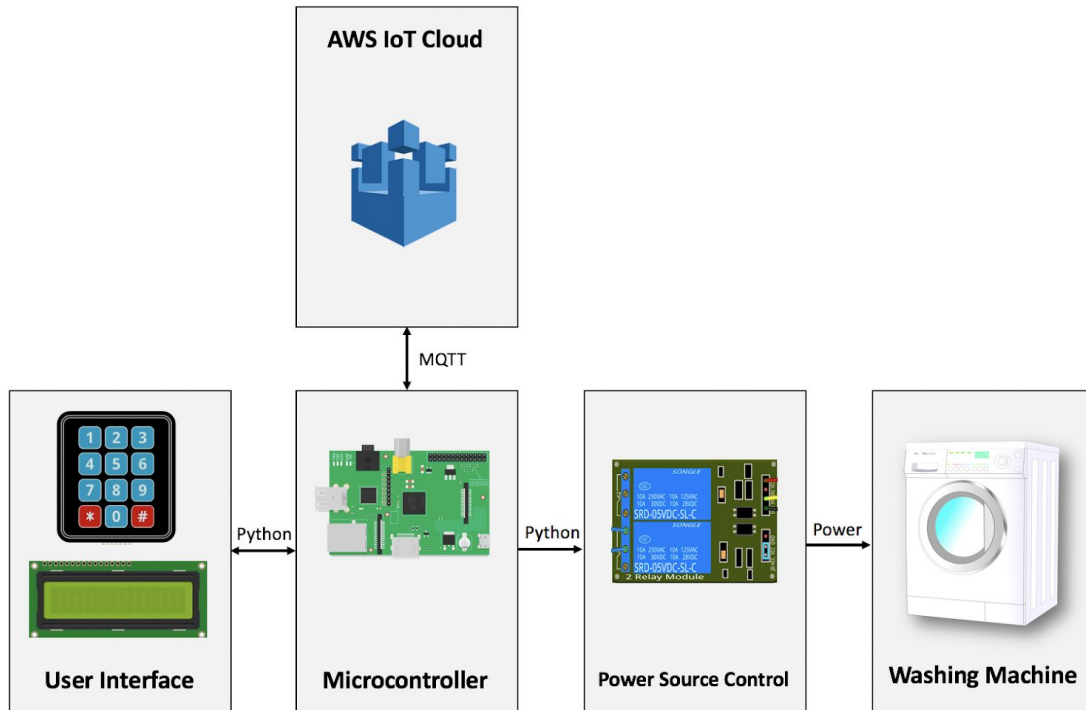 AWS IoT Cloud
MQTT
1 2 3
4 5 6
7 8 9
* 0 #
Python
User Interface
Microcontroller
Python
SONGLE
10A 250VAC 10A 125VAC
10A 30VDC 10A 28VDC
SRD-05VDC-SL-C
SONGLE
10A 250VAC 10A 125VAC
10A 30VDC 10A 28VDC
SRD-05VDC-SL-C
2 Relay Module
Power Source Control
Power
Washing Machine